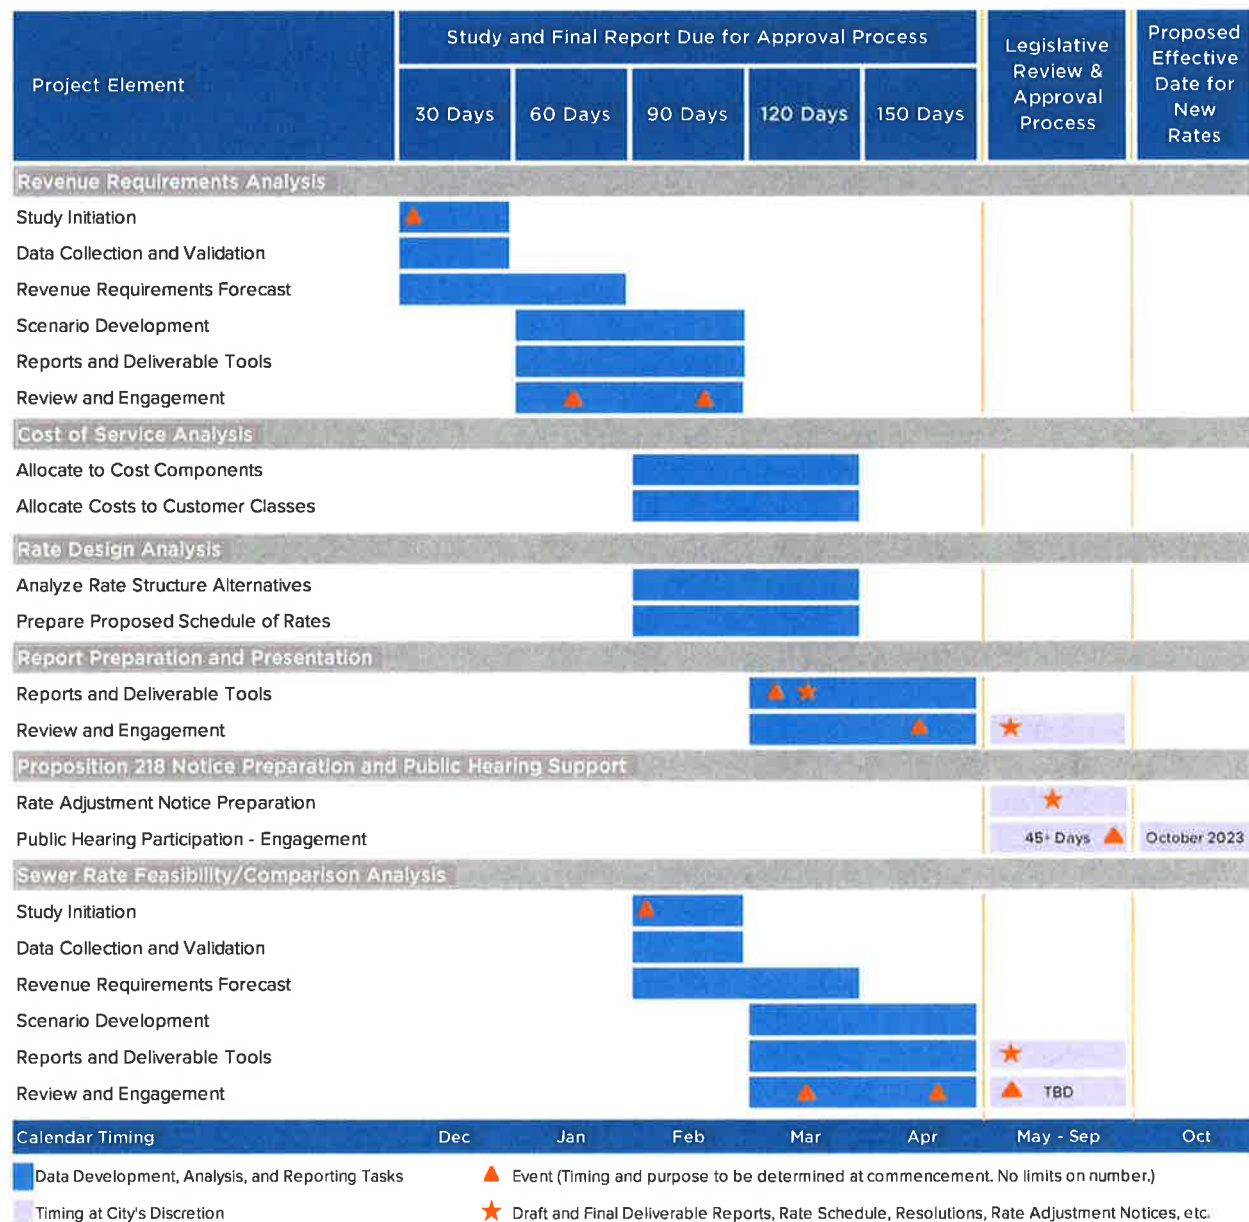 Project Element
Study and Final Report Due for Approval Process
30 Days
60 Days
90 Days
120 Days
150 Days
Legislative
Review &
Approval
Process
Proposed
Effective
Date for
New
Rates
Revenue Requirements Analysis
Study Initiation
Data Collection and Validation
Revenue Requirements Forecast
Scenario Development
Reports and Deliverable Tools
Review and Engagement
Cost of Service Analysis
Allocate to Cost Components
Allocate Costs to Customer Classes
Rate Design Analysis
Analyze Rate Structure Alternatives
Prepare Proposed Schedule of Rates
Report Preparation and Presentation
Reports and Deliverable Tools
Review and Engagement
Proposition 218 Notice Preparation and Public Hearing Support
Rate Adjustment Notice Preparation
Public Hearing Participation - Engagement 45+ Days October 2023
Sewer Rate Feasibility/Comparison Analysis
Study Initiation
Data Collection and Validation
Revenue Requirements Forecast
Scenario Development
Reports and Deliverable Tools
Review and Engagement TBD
Calendar Timing Dec Jan Feb Mar Apr May - Sep Oct
Data Development, Analysis, and Reporting Tasks
Event (Timing and purpose to be determined at commencement. No limits on number.)
Timing at City's Discretion
Draft and Final Deliverable Reports, Rate Schedule, Resolutions, Rate Adjustment Notices, etc.